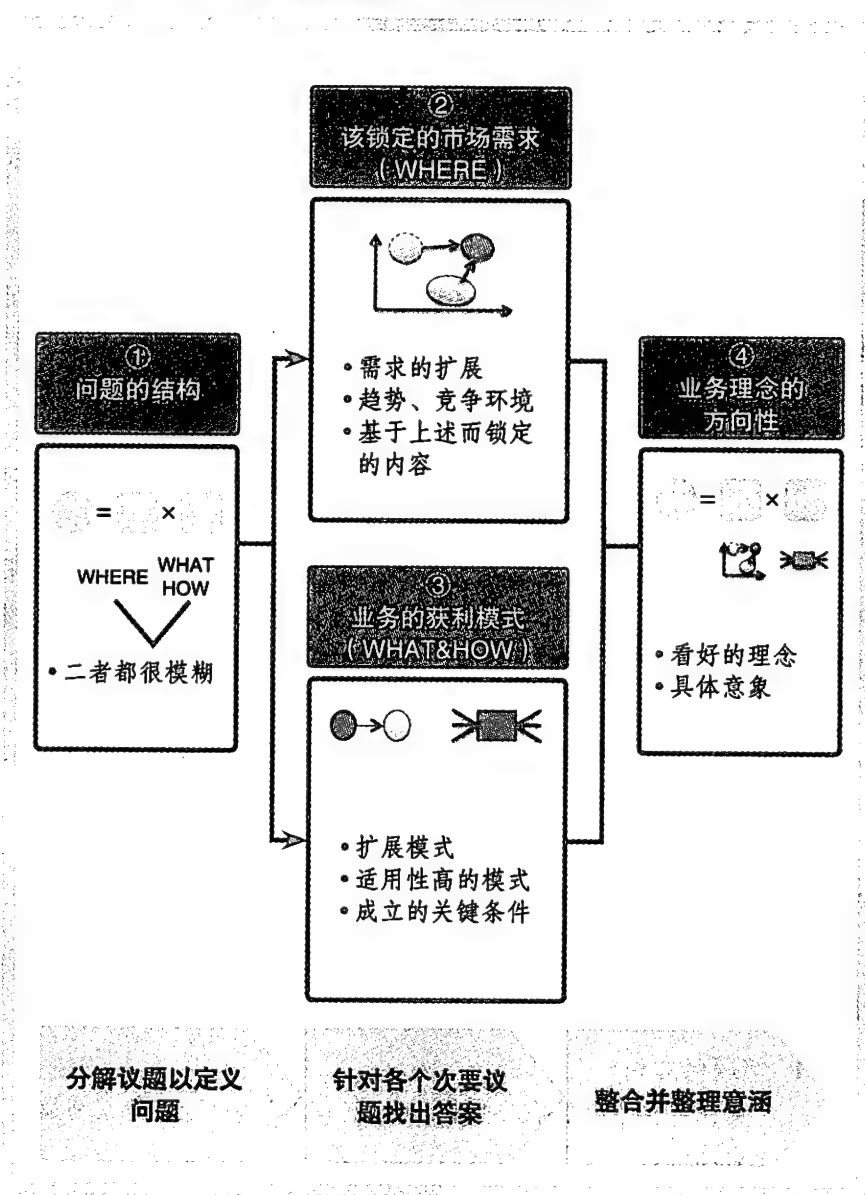 ①
问题的结构
=
×
WHERE
WHAT
HOW
•二者都很模糊
②
该锁定的市场需求
（WHERE）
•需求的扩展
•趋势、竞争环境
•基于上述而锁定
的内容
③
业务的获利模式
（WHAT&HOW）
•扩展模式
•适用性高的模式
•成立的关键条件
④
业务理念的
方向性
=
×
•看好的理念
•具体意象
分解议题以定义
问题
针对各个次要议
题找出答案
整合并整理意涵